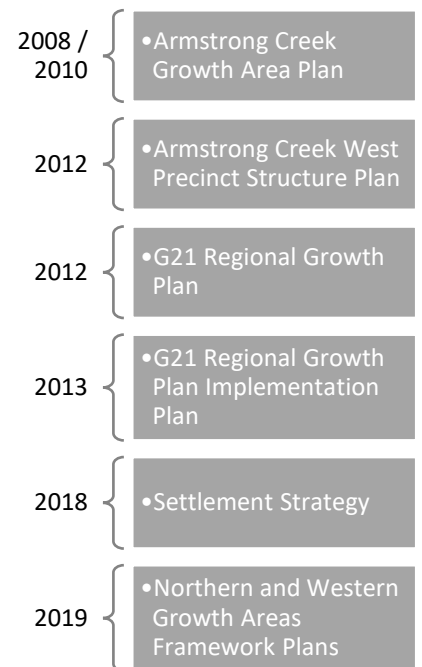 2008 /
2010
•Armstrong Creek
Growth Area Plan
2012
•Armstrong Creek West
Precinct Structure Plan
2012
•G21 Regional Growth
Plan
2013
•G21 Regional Growth
Plan Implementation
Plan
2018
•Settlement Strategy
2019
•Northern and Western
Growth Areas
Framework Plans